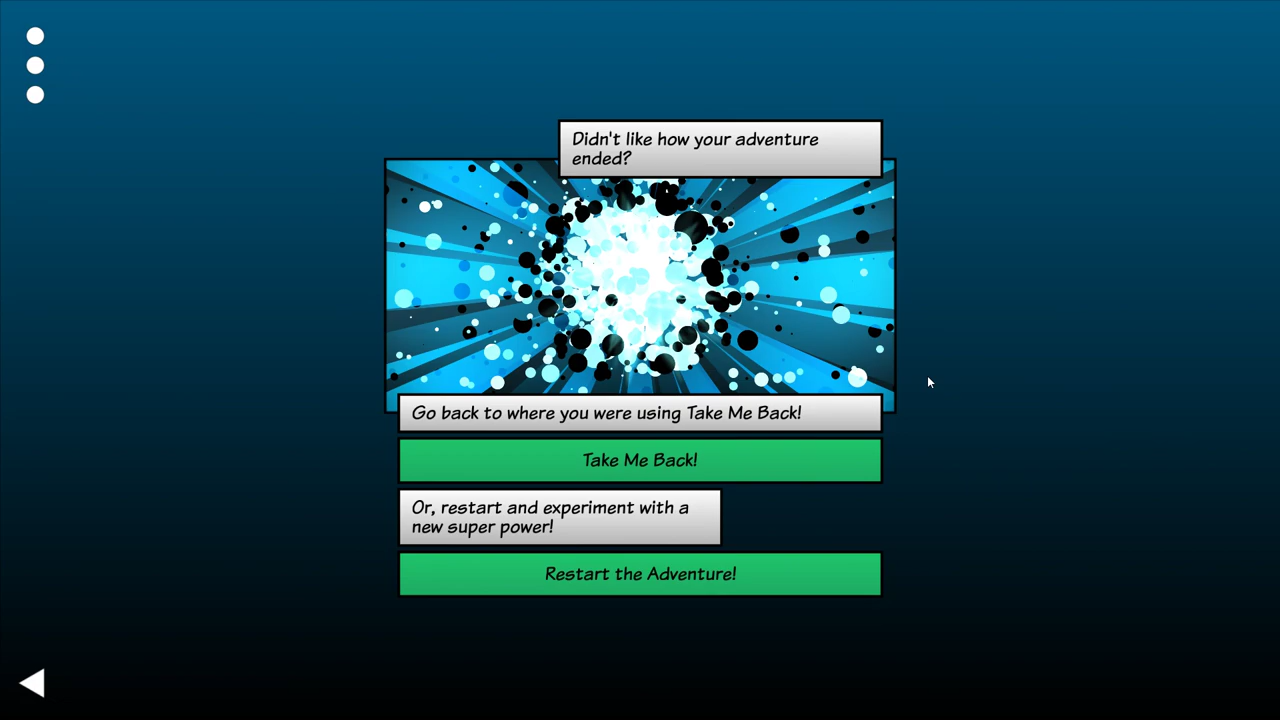 Didn't like how your adventure
ended?
Go back to where you were using Take Me Back!
Take Me Back!
Or, restart and experiment with a
new super power!
Restart the Adventure!